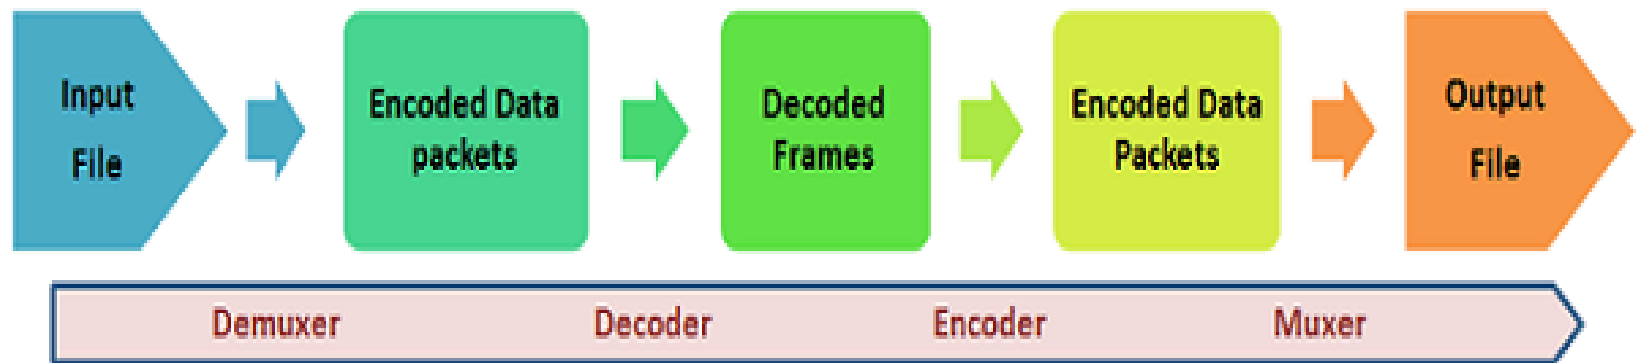 Input
File
Encoded Data
packets
Decoded
Frames
Encoded Data
Packets
Output
File
Demuxer
Decoder
Encoder
Muxer